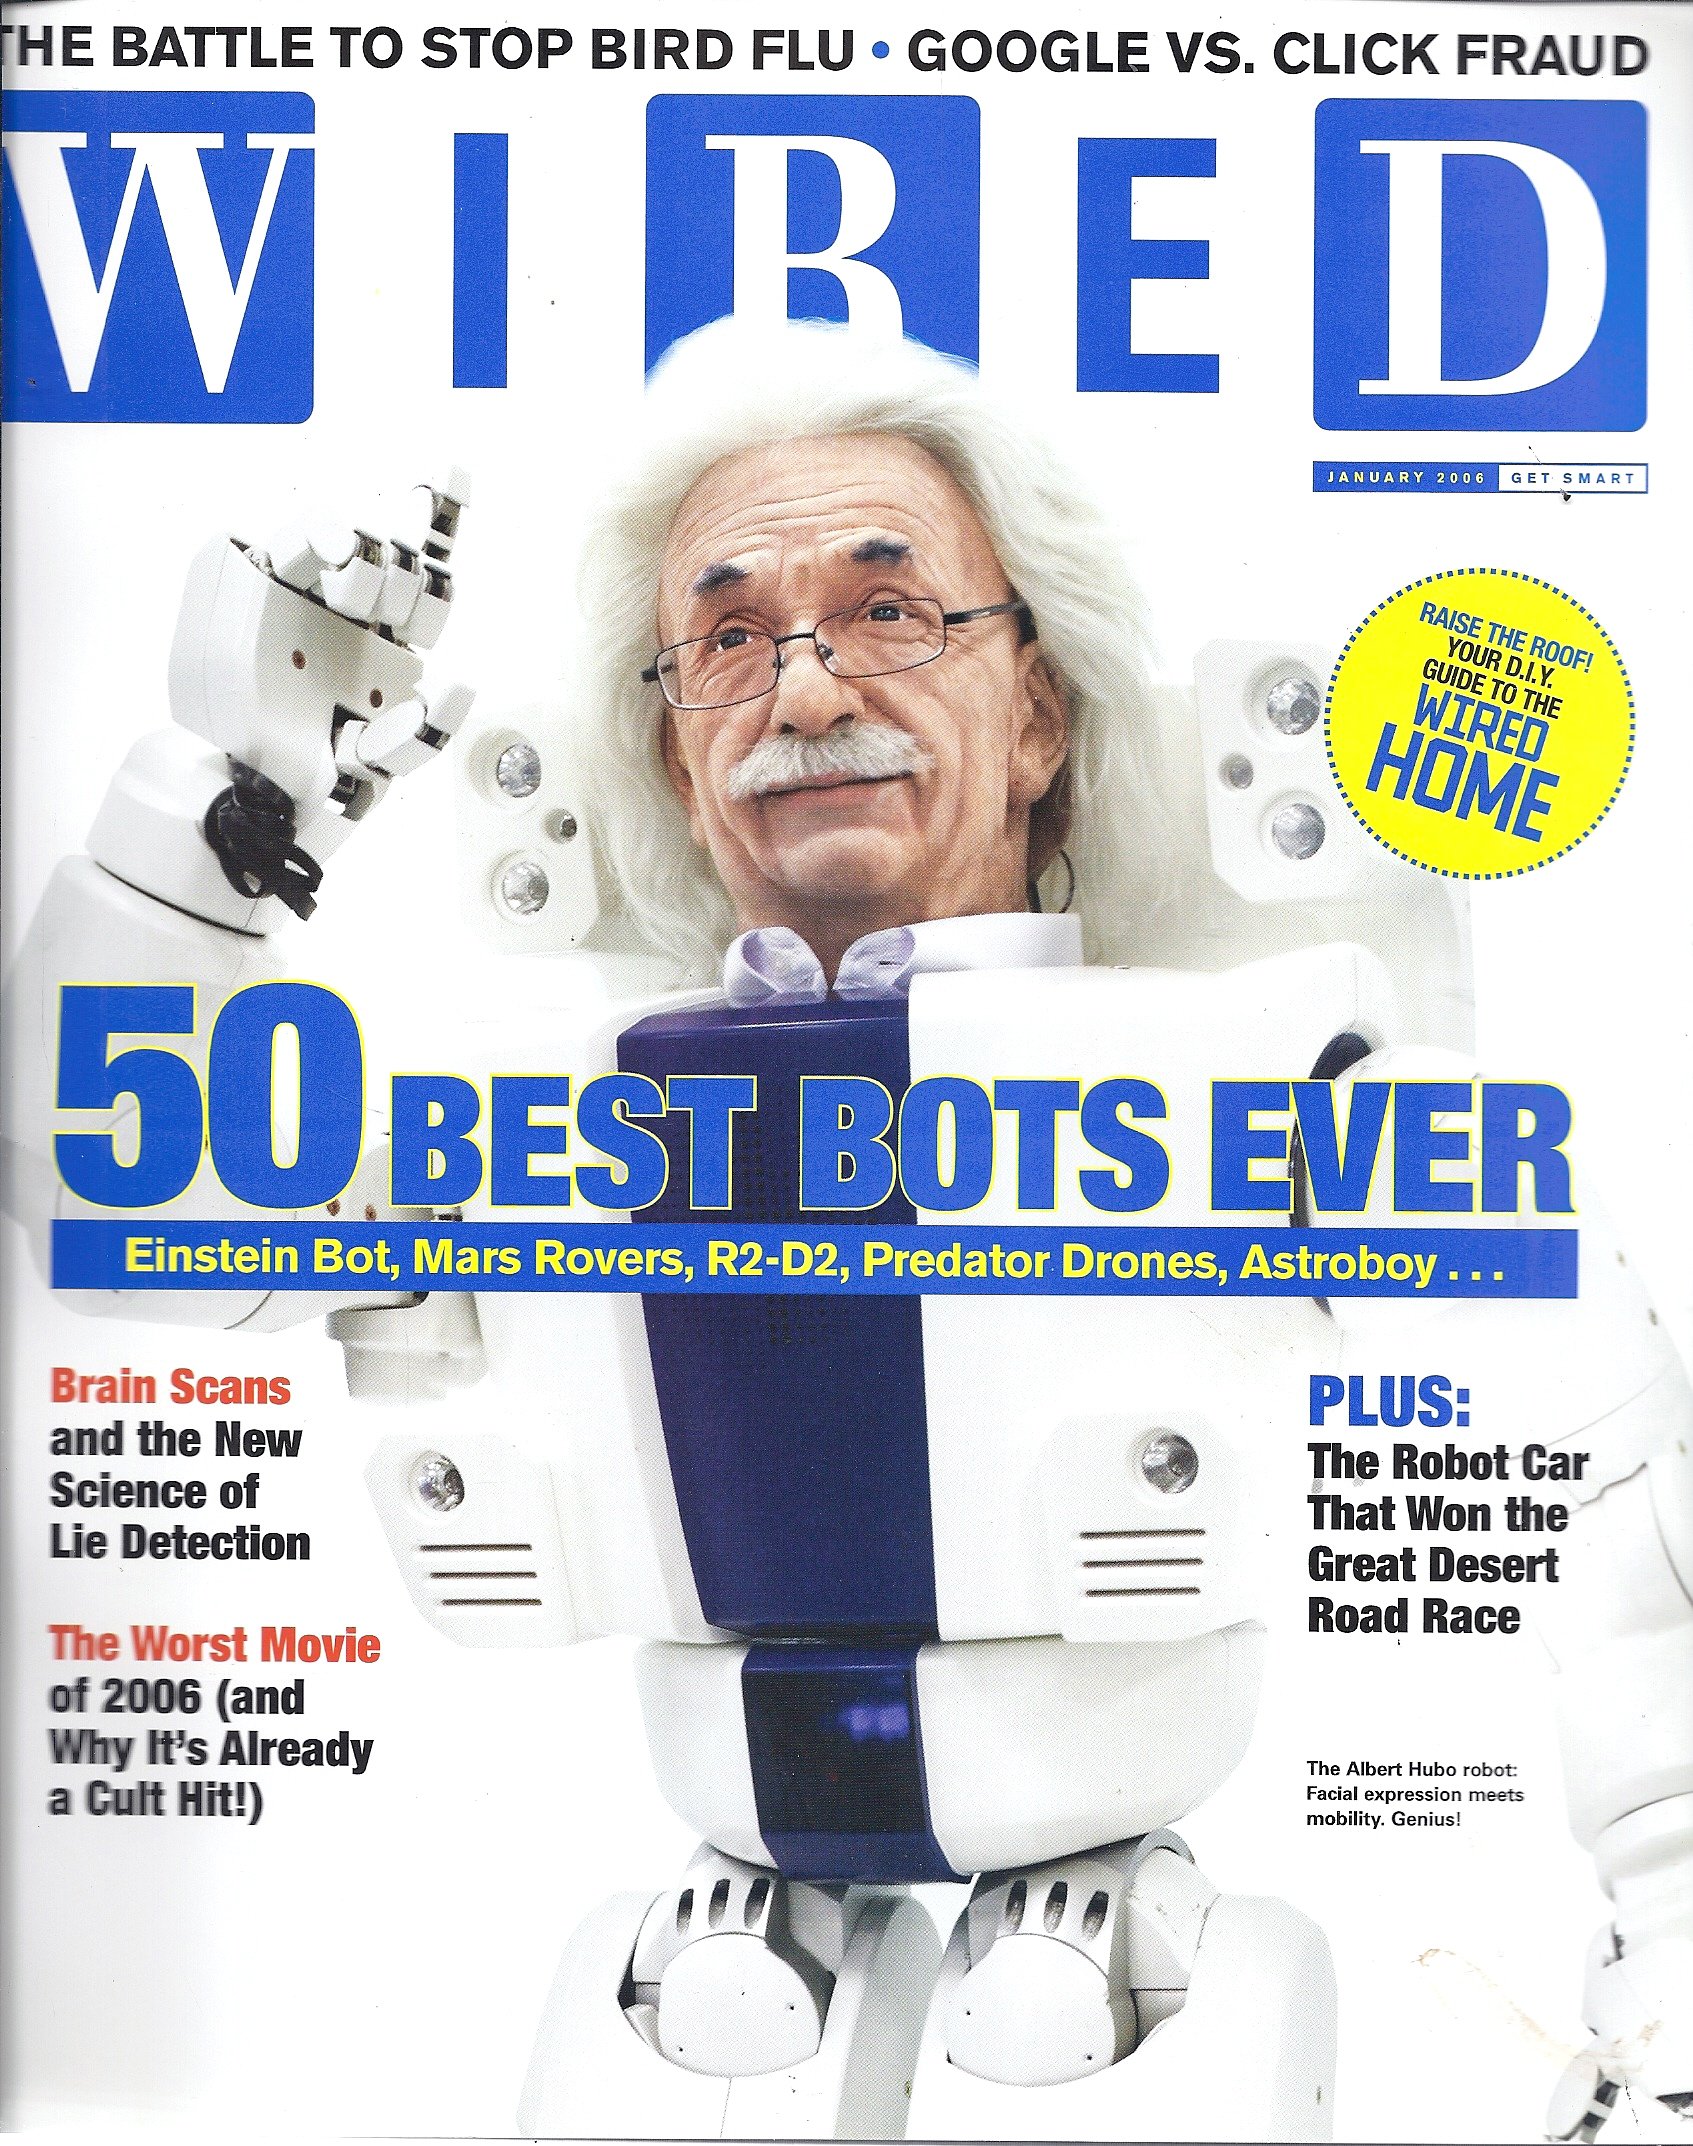 THE BATTLE TO STOP BIRD FLU • GOOGLE VS. CLICK FRAUD
WIRED
JANUARY 2006 GET SMART
RAISE THE ROOF!
YOUR D.I.Y.
GUIDE TO THE
WIRED
HOME
50 BEST BOTS EVER
Einstein Bot, Mars Rovers, R2-D2, Predator Drones, Astroboy . . .
Brain Scans
and the New
Science of
Lie Detection
The Worst Movie
of 2006 (and
Why It's Already
a Cult Hit!)
PLUS:
The Robot Car
That Won the
Great Desert
Road Race
The Albert Hubo robot:
Facial expression meets
mobility. Genius!